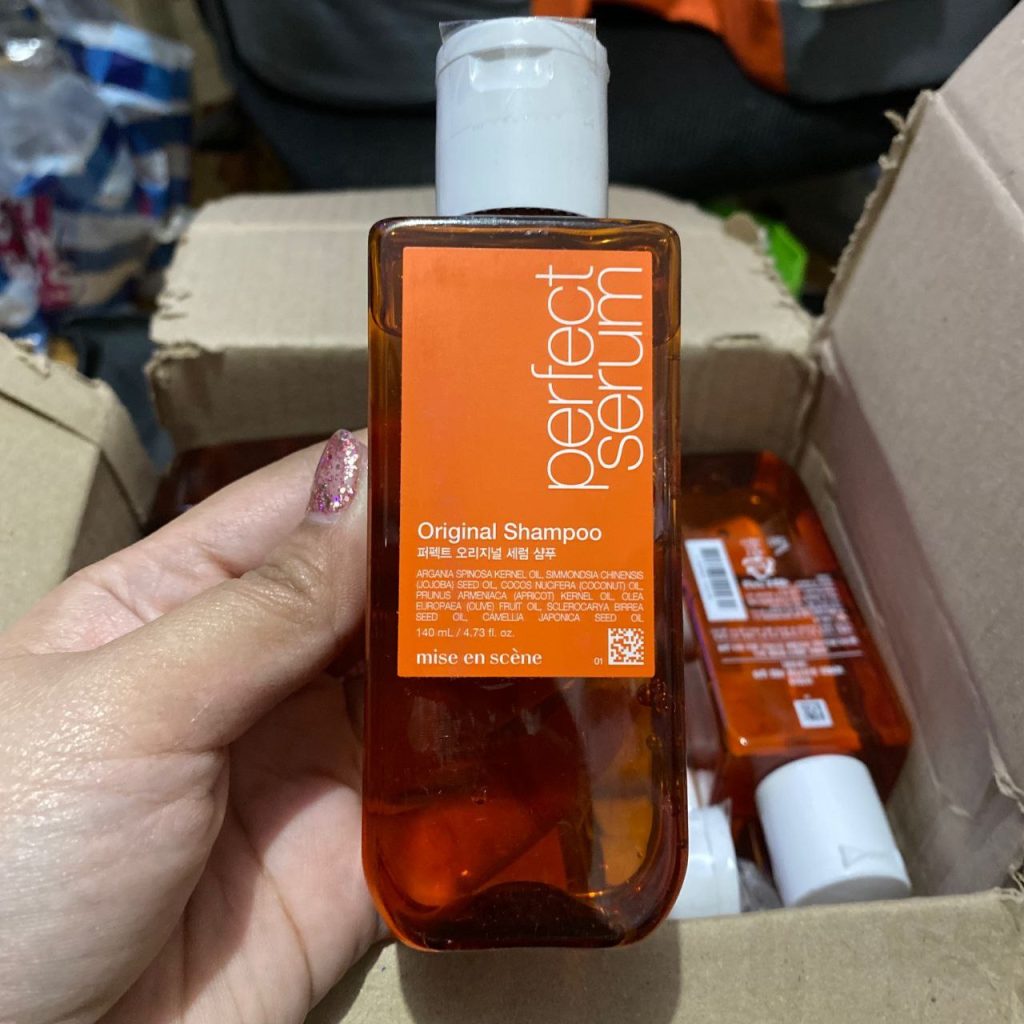 perfect
serum
Original Shampoo
퍼펙트 오리지널 세럼 샴푸
ARGANIA SPINOSA KERNEL OIL, SIMMONDSIA CHINENSIS
(JOJOBA) SEED OIL, COCOS NUCIFERA (COCONUT) OIL,
PRUNUS ARMENIACA (APRICOT) KERNEL OIL, OLEA
EUROPAEA (OLIVE) FRUIT OIL, SCLEROCARYA BIRREA
SEED OIL, CAMELLIA JAPONICA SEED OIL
140 mL / 4.73 fl. oz.
mise en scène
01